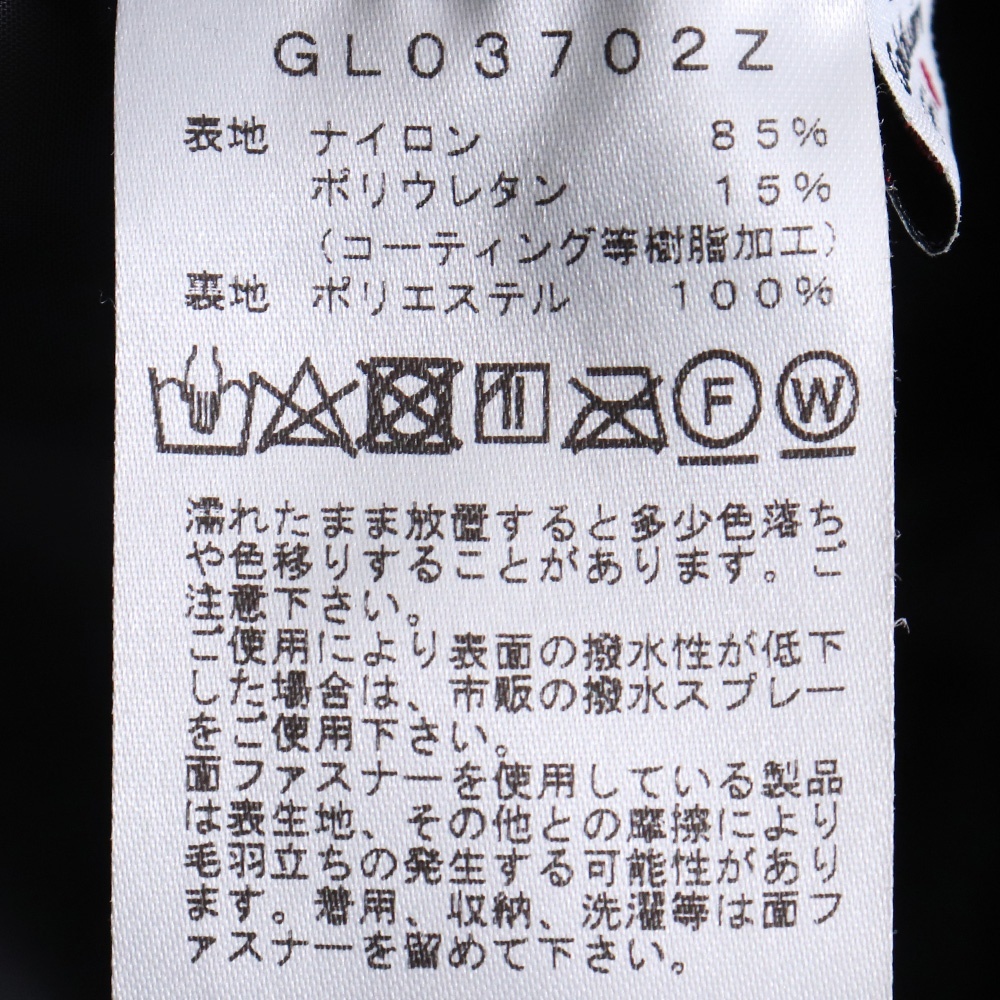 GL03702Z
表地 ナイロン 85%
ポリウレタン 15%
(コーティング等樹脂加工)
裏地 ポリエステル 100%
F W
濡れたまま放置すると多少色落ち
や色移りすることがあります。ご
注意下さい。
ご使用により表面の撥水性が低下
した場合は、市販の撥水スプレー
をご使用下さい。
面ファスナーを使用している製品
は表生地、その他との摩擦により
毛羽立ちの発生する可能性があり
ます。着用、収納、洗濯等は面フ
ァスナーを留めて下さい。